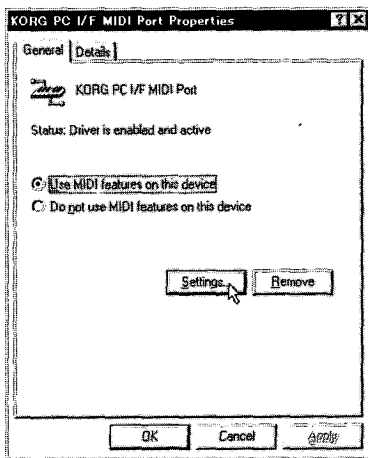 KORG PC I/F MIDI Port Properties
General Details
KORG PC I/F MIDI Port
Status: Driver is enabled and active
Use MIDI features on this device
Do not use MIDI features on this device
Settings... Remove
OK Cancel Apply